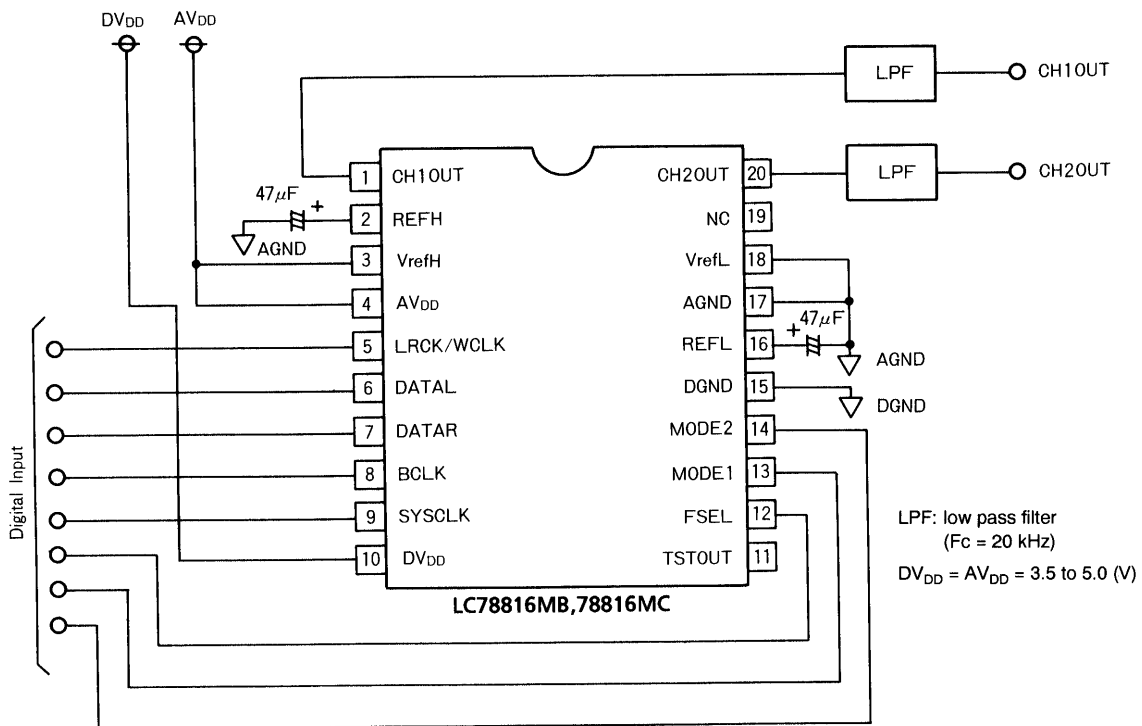 DVDD AVDD
LPF CH1OUT
LPF CH2OUT
1 CH1OUT
2 REFH
3 VrefH
4 AVDD
5 LRCK/WCLK
6 DATAL
7 DATAR
8 BCLK
9 SYSCLK
10 DVDD
CH2OUT 20
NC 19
VrefL 18
AGND 17
REFL 16
DGND 15
MODE2 14
MODE1 13
FSEL 12
TSTOUT 11
47μF +
AGND
+ 47μF
AGND
DGND
Digital Input
LC78816MB,78816MC
LPF: low pass filter
(Fc = 20 kHz)
DVDD = AVDD = 3.5 to 5.0 (V)